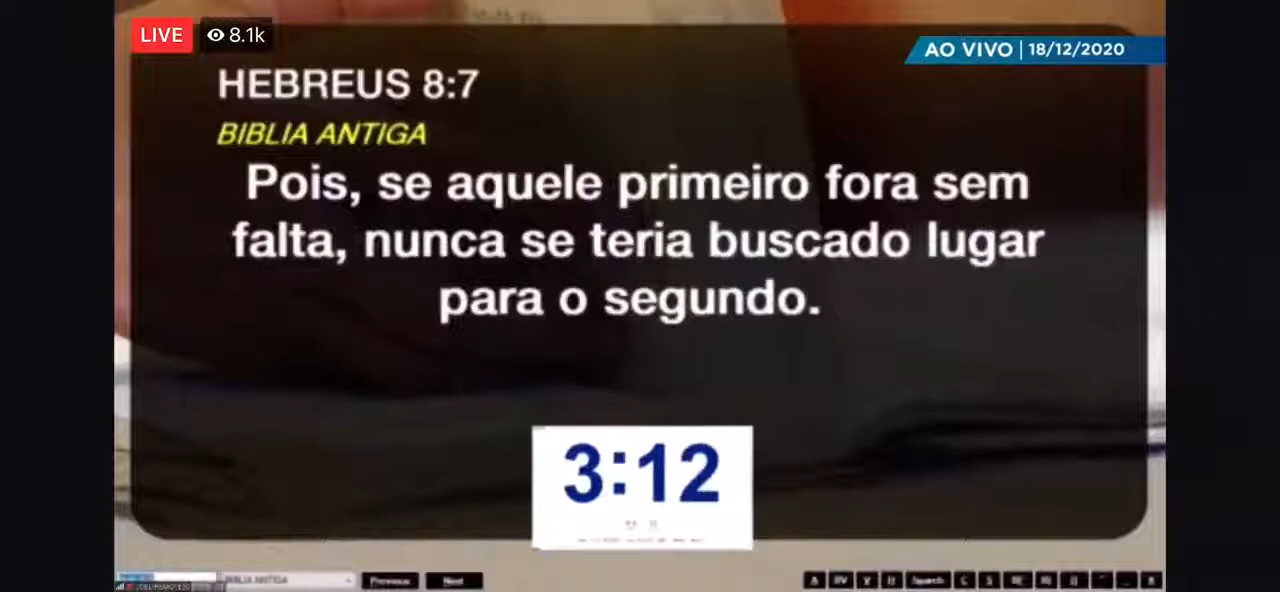 LIVE 8.1k
AO VIVO | 18/12/2020
HEBREUS 8:7
BIBLIA ANTIGA
Pois, se aquele primeiro fora sem
falta, nunca se teria buscado lugar
para o segundo.
3:12
BIBLIA ANTIGA Previous Next Search